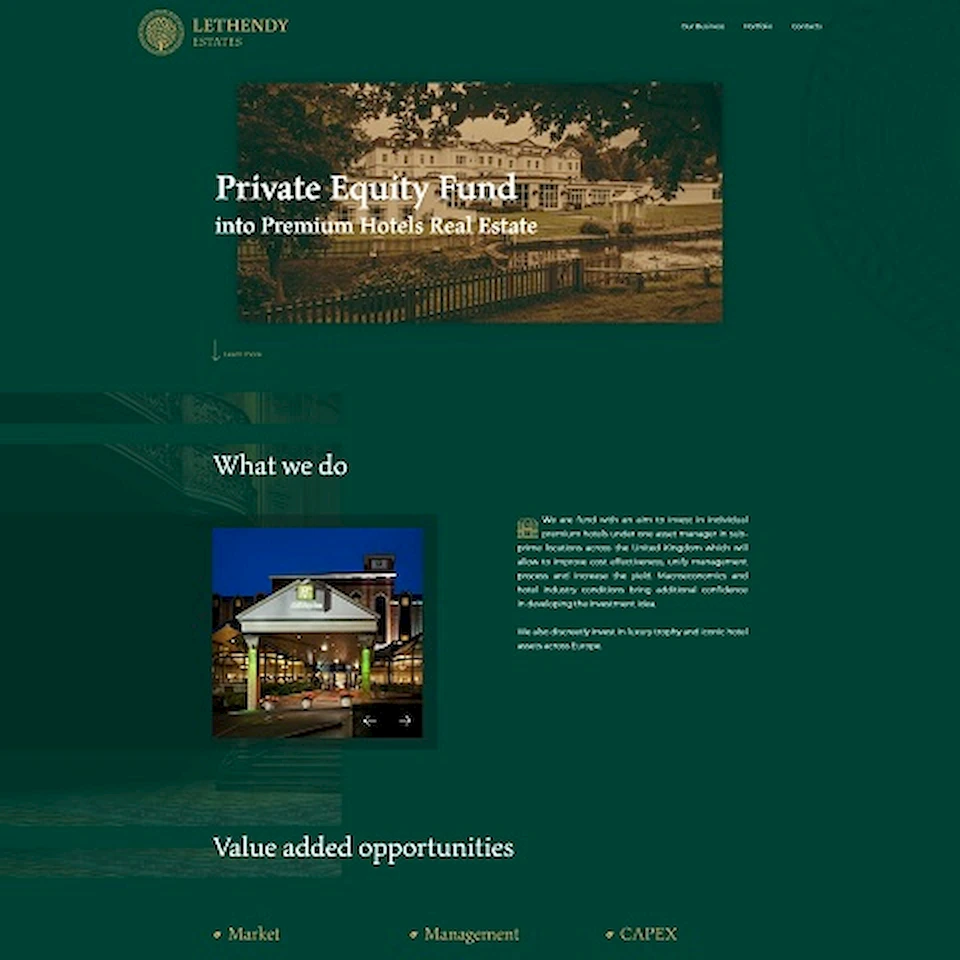 LETHENDY
ESTATES
Our Business Portfolio Contacts
Private Equity Fund
into Premium Hotels Real Estate
Learn more
What we do
We are fund with an aim to invest in individual
premium hotels under one asset manager in sub-
prime locations across the United Kingdom which will
allow to improve cost effectiveness, unify management
process and increase the yield. Macroeconomics and
hotel industry conditions bring additional confidence
in developing the investment idea.
We also discreetly invest in luxury trophy and iconic hotel
assets across Europe.
Value added opportunities
Market Management CAPEX